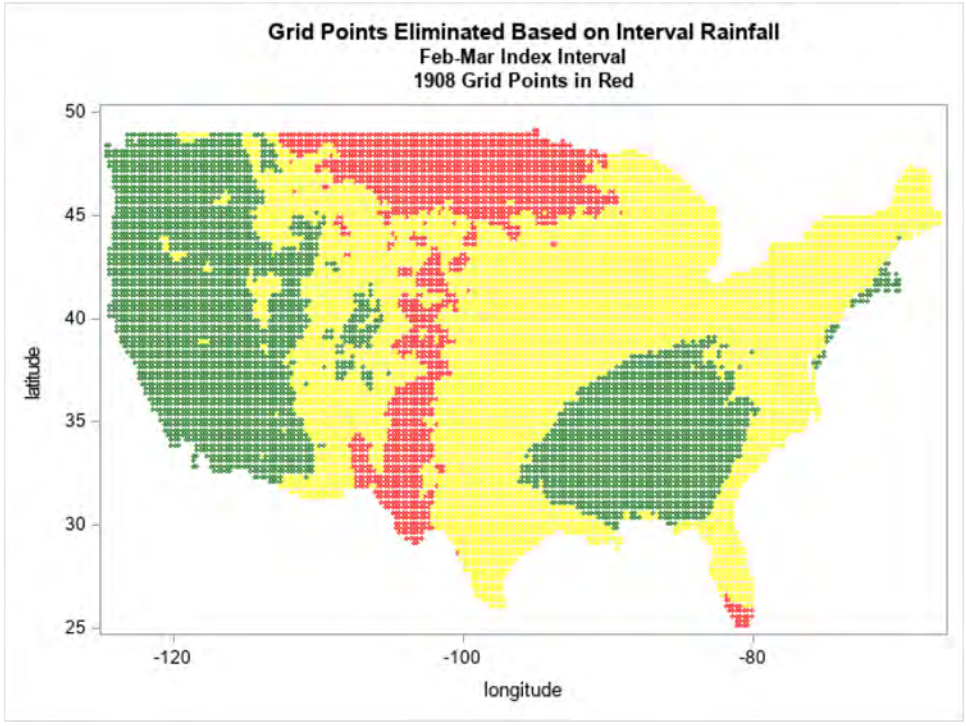 Grid Points Eliminated Based on Interval Rainfall
Feb-Mar Index Interval
1908 Grid Points in Red
50
45
40
35
30
25
latitude
-120
-100
-80
longitude